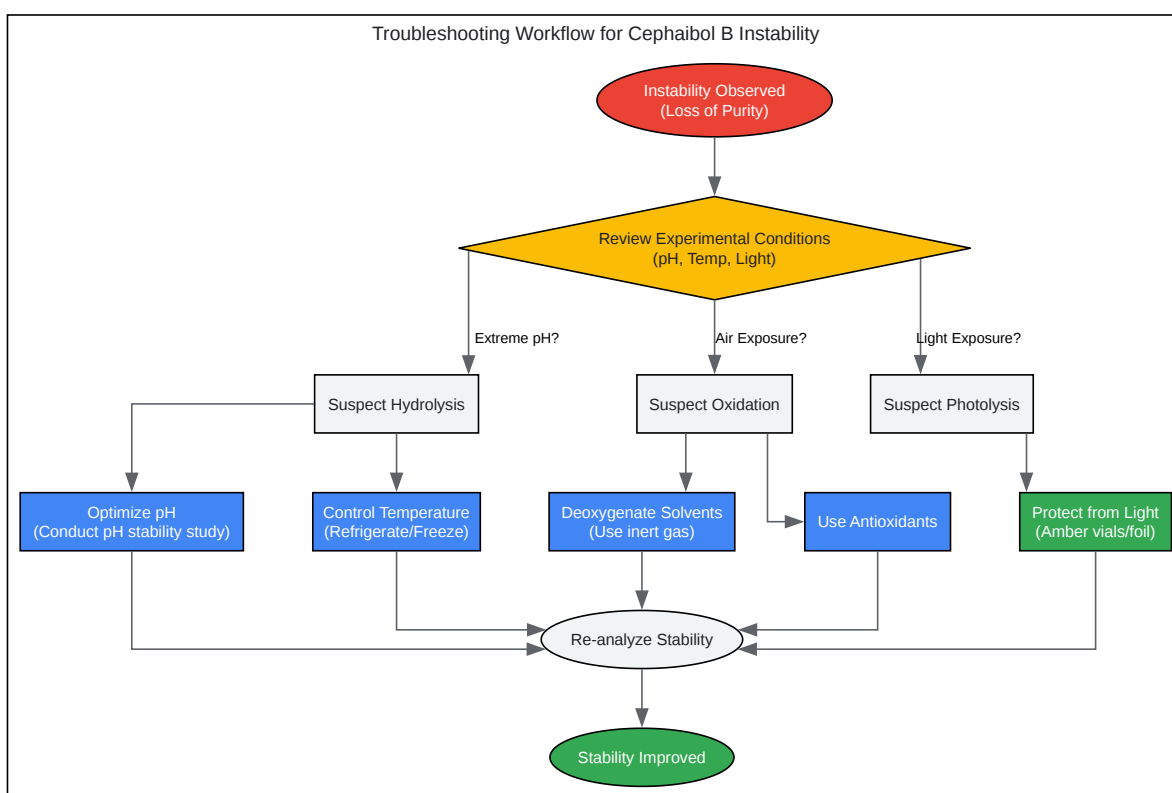 Troubleshooting Workflow for Cephaibol B Instability
Instability Observed
(Loss of Purity)
Review Experimental Conditions
(pH, Temp, Light)
Extreme pH?
Air Exposure?
Light Exposure?
Suspect Hydrolysis
Suspect Oxidation
Suspect Photolysis
Optimize pH
(Conduct pH stability study)
Control Temperature
(Refrigerate/Freeze)
Deoxygenate Solvents
(Use inert gas)
Use Antioxidants
Protect from Light
(Amber vials/foil)
Re-analyze Stability
Stability Improved